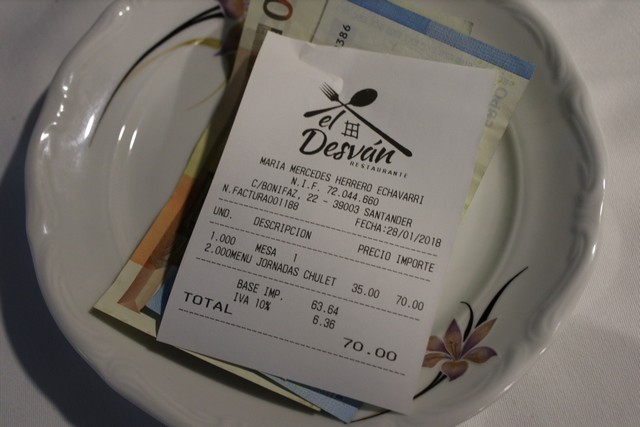 el
Desván
RESTAURANTE
MARIA MERCEDES HERRERO ECHAVARRI
N.I.F. 72.044.660
C/BONIFAZ, 22 - 39003 SANTANDER
N.FACTURA001188 FECHA:28/01/2018
UND. DESCRIPCION PRECIO IMPORTE
1.000 MESA 1
2.000MENU JORNADAS CHULET 35.00 70.00
BASE IMP. 63.64
IVA 10% 6.36
TOTAL 70.00